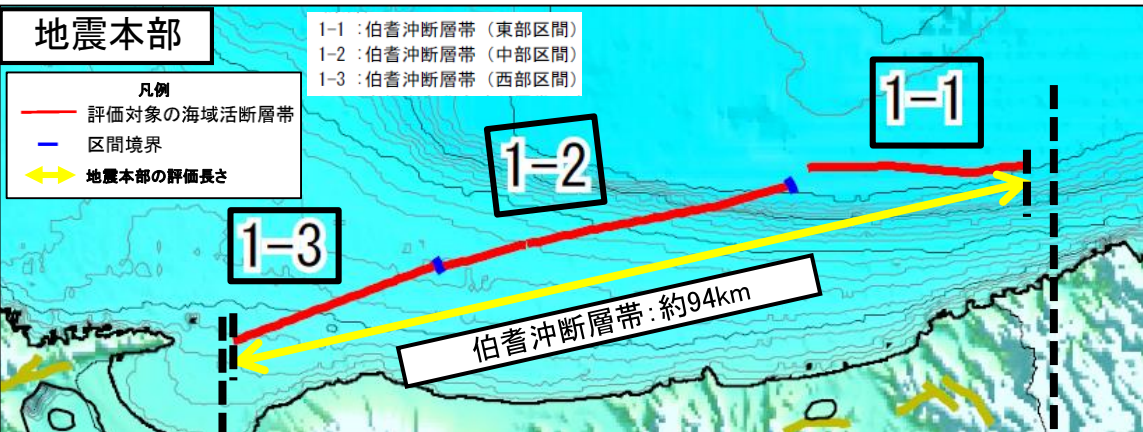 地震本部
1-1 :伯耆沖断層帯 (東部区間)
1-2 :伯耆沖断層帯 (中部区間)
1-3 :伯耆沖断層帯 (西部区間)
凡例
評価対象の海域活断層帯
区間境界
地震本部の評価長さ
1-1
1-2
1-3
伯耆沖断層帯:約94km